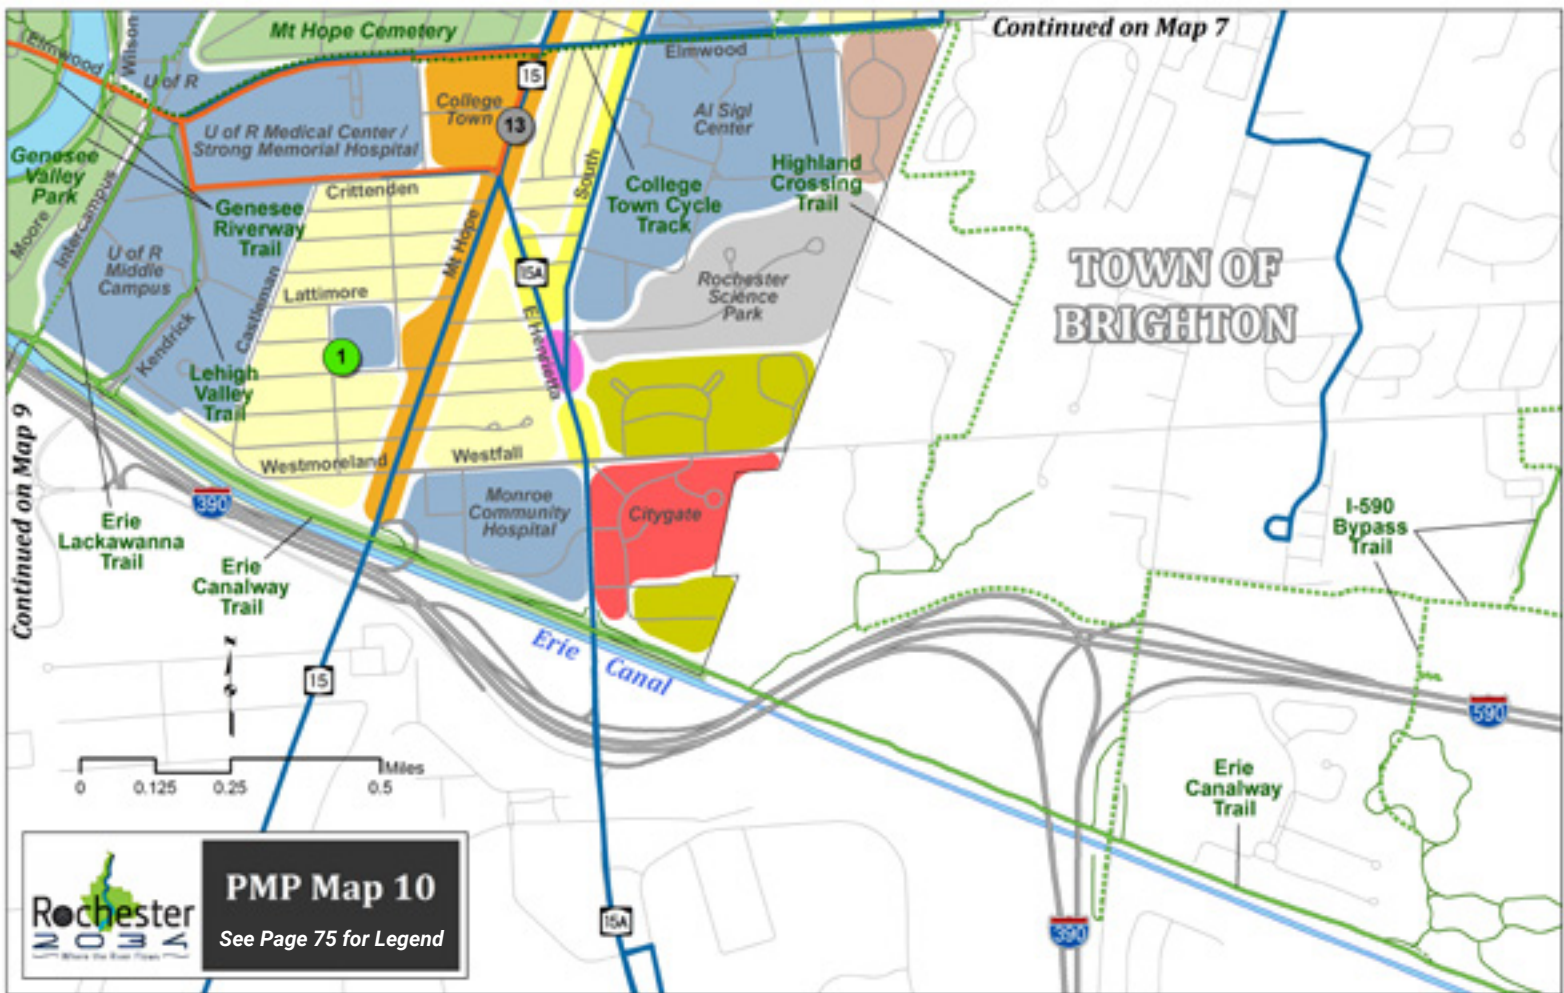 Continued on Map 7
Mt Hope Cemetery
Elmwood
Wilson
U of R
Elmwood
15
College
Town
13
Al Sigl
Center
U of R Medical Center /
Strong Memorial Hospital
Genesee
Valley
Park
Highland
Crossing
Trail
Crittenden
South
College
Town Cycle
Track
Intercampus
Moore
Genesee
Riverway
Trail
U of R
Middle
Campus
Mt Hope
TOWN OF
BRIGHTON
15A
Rochester
Science
Park
Castleman
Lattimore
E Henrietta
Kendrick
1
Lehigh
Valley
Trail
Continued on Map 9
Westmoreland
Westfall
390
Monroe
Community
Hospital
Citygate
I-590
Bypass
Trail
Erie
Lackawanna
Trail
Erie
Canalway
Trail
Erie Canal
15
590
Miles
0 0.125 0.25 0.5
Erie
Canalway
Trail
PMP Map 10
See Page 75 for Legend
Rochester
2034
15A
390